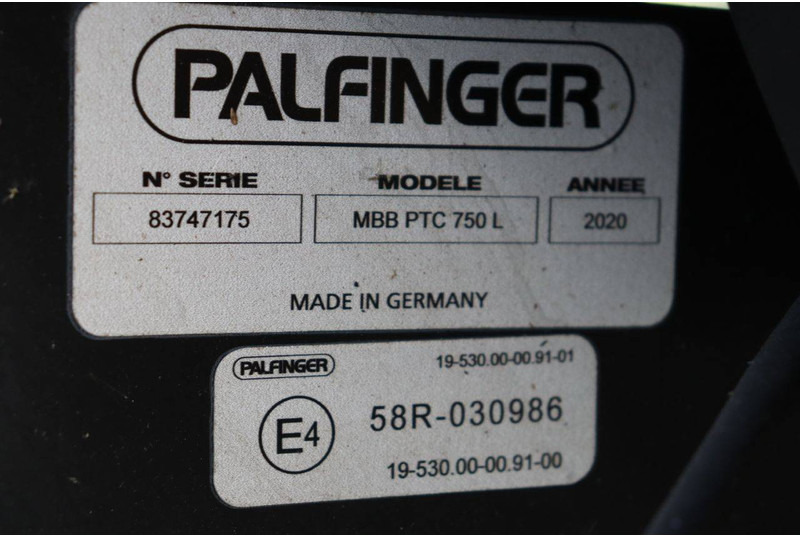 PALFINGER
N° SERIE MODELE ANNEE
83747175 MBB PTC 750 L 2020
MADE IN GERMANY
PALFINGER 19-530.00-00.91-01
E4 58R-030986
19-530.00-00.91-00